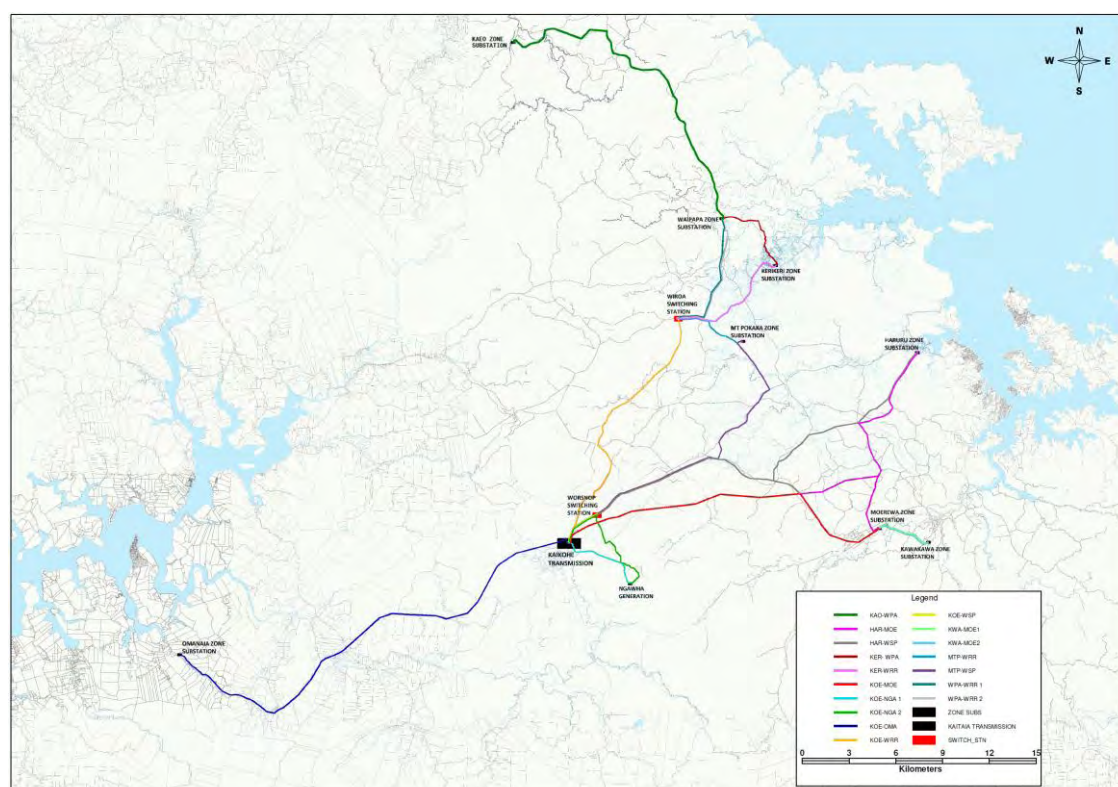 N
W E
S
KAEO ZONE
SUBSTATION
WAIPAPA ZONE
SUBSTATION
KERIKERI ZONE
SUBSTATION
WIROA
SWITCHING
STATION
MT POKAKA ZONE
SUBSTATION
HARURU ZONE
SUBSTATION
WORSHOP
SWITCHING
STATION
MOEREWA ZONE
SUBSTATION
KAWAKAWA ZONE
SUBSTATION
KAIKOHE
TRANSMISSION
NGAWHA
GENERATION
OMANAIA ZONE
SUBSTATION
Legend
KAO-WPA KOE-WSP
HAR-MOE KWA-MOE1
HAR-WSP KWA-MOE2
KER- WPA MTP-WRR
KER-WRR MTP-WSP
KOE-MOE WPA-WRR 1
KOE-NGA 1 WPA-WRR 2
KOE-NGA 2 ZONE SUBS
KOE-OMA KAITAIA TRANSMISSION
KOE-WRR SWITCH_STN
0 3 6 9 12 15
Kilometers